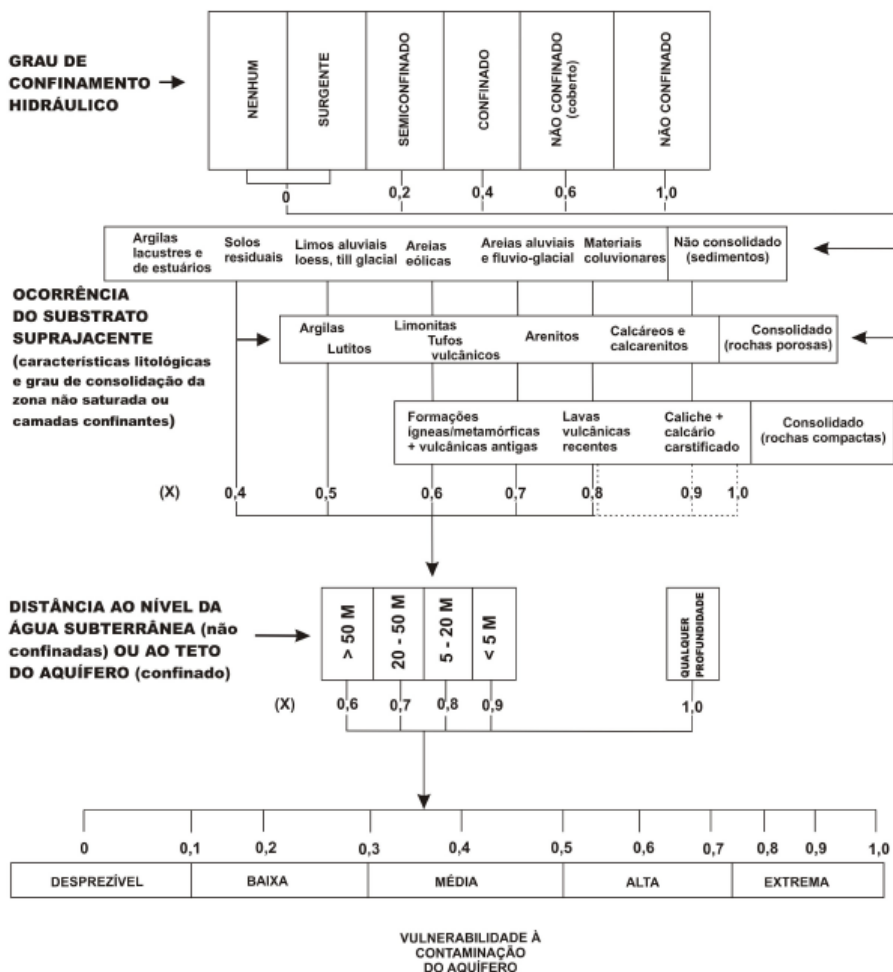 GRAU DE
CONFINAMENTO
HIDRÁULICO
NENHUM
SURGENTE
SEMICONFINADO
CONFINADO
NÃO CONFINADO
(coberto)
NÃO CONFINADO
0
0,2
0,4
0,6
1,0
Argilas
lacustres e
de estuários
Solos
residuais
Limos aluviais
loess, till glacial
Areias
eólicas
Areias aluviais
e fluvio-glacial
Materiais
coluvionares
Não consolidado
(sedimentos)
OCORRÊNCIA
DO SUBSTRATO
SUPRAJACENTE
(características litológicas
e grau de consolidação da
zona não saturada ou
camadas confinantes)
Argilas
Lutitos
Limonitas
Tufos
vulcânicos
Arenitos
Calcáreos e
calcarenitos
Consolidado
(rochas porosas)
Formações
ígneas/metamórficas
+ vulcânicas antigas
Lavas
vulcânicas
recentes
Caliche +
calcário
carstificado
Consolidado
(rochas compactas)
(X)
0,4
0,5
0,6
0,7
0,8
0,9
1,0
DISTÂNCIA AO NÍVEL DA
ÁGUA SUBTERRÂNEA (não
confinadas) OU AO TETO
DO AQUÍFERO (confinado)
> 50 M
20 - 50 M
5 - 20 M
< 5 M
QUALQUER
PROFUNDIDADE
(X)
0,6
0,7
0,8
0,9
1,0
0
0,1
0,2
0,3
0,4
0,5
0,6
0,7
0,8
0,9
1,0
DESPREZÍVEL
BAIXA
MÉDIA
ALTA
EXTREMA
VULNERABILIDADE À
CONTAMINAÇÃO
DO AQUÍFERO